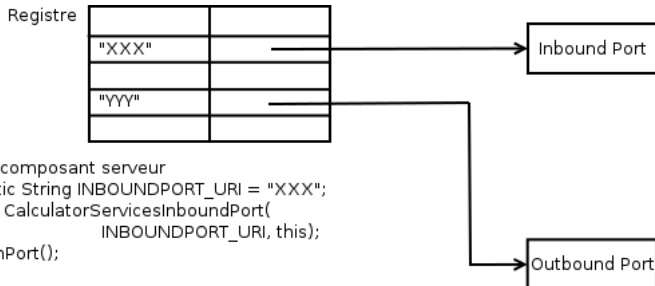 Registre
"XXX"
Inbound Port
"YYY"
composant serveur
tic String INBOUNDPORT_URI = "XXX";
CalculatorServicesInboundPort(
INBOUNDPORT_URI, this);
nPort();
Outbound Port